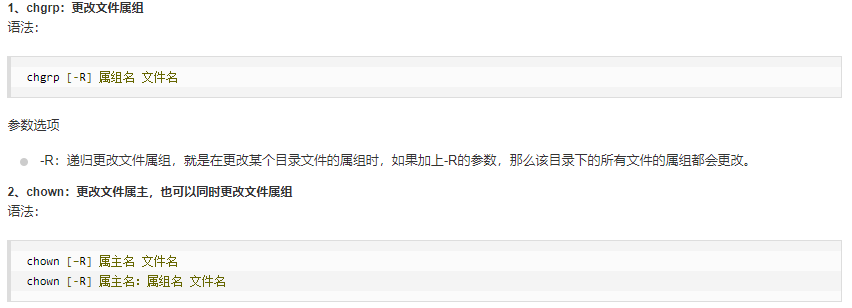 1、chgrp：更改文件属组
语法：
chgrp [-R] 属组名 文件名
参数选项
-R：递归更改文件属组，就是在更改某个目录文件的属组时，如果加上-R的参数，那么该目录下的所有文件的属组都会更改。
2、chown：更改文件属主，也可以同时更改文件属组
语法：
chown [–R] 属主名 文件名
chown [-R] 属主名：属组名 文件名